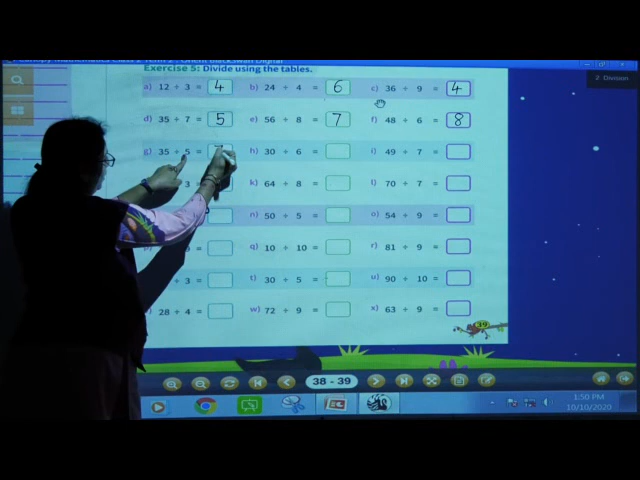 Exercise 5: Divide using the tables.
2 Division
a) 12 ÷ 3 = 4 b) 24 ÷ 4 = 6 c) 36 ÷ 9 = 4
d) 35 ÷ 7 = 5 e) 56 ÷ 8 = 7 f) 48 ÷ 6 = 8
g) 35 ÷ 5 = h) 30 ÷ 6 = i) 49 ÷ 7 =
3 = k) 64 ÷ 8 = l) 70 ÷ 7 =
n) 50 ÷ 5 = o) 54 ÷ 9 =
q) 10 ÷ 10 = r) 81 ÷ 9 =
÷ 3 = t) 30 ÷ 5 = u) 90 ÷ 10 =
28 ÷ 4 = w) 72 ÷ 9 = x) 63 ÷ 9 =
39
38 - 39
1:50 PM
10/10/2020